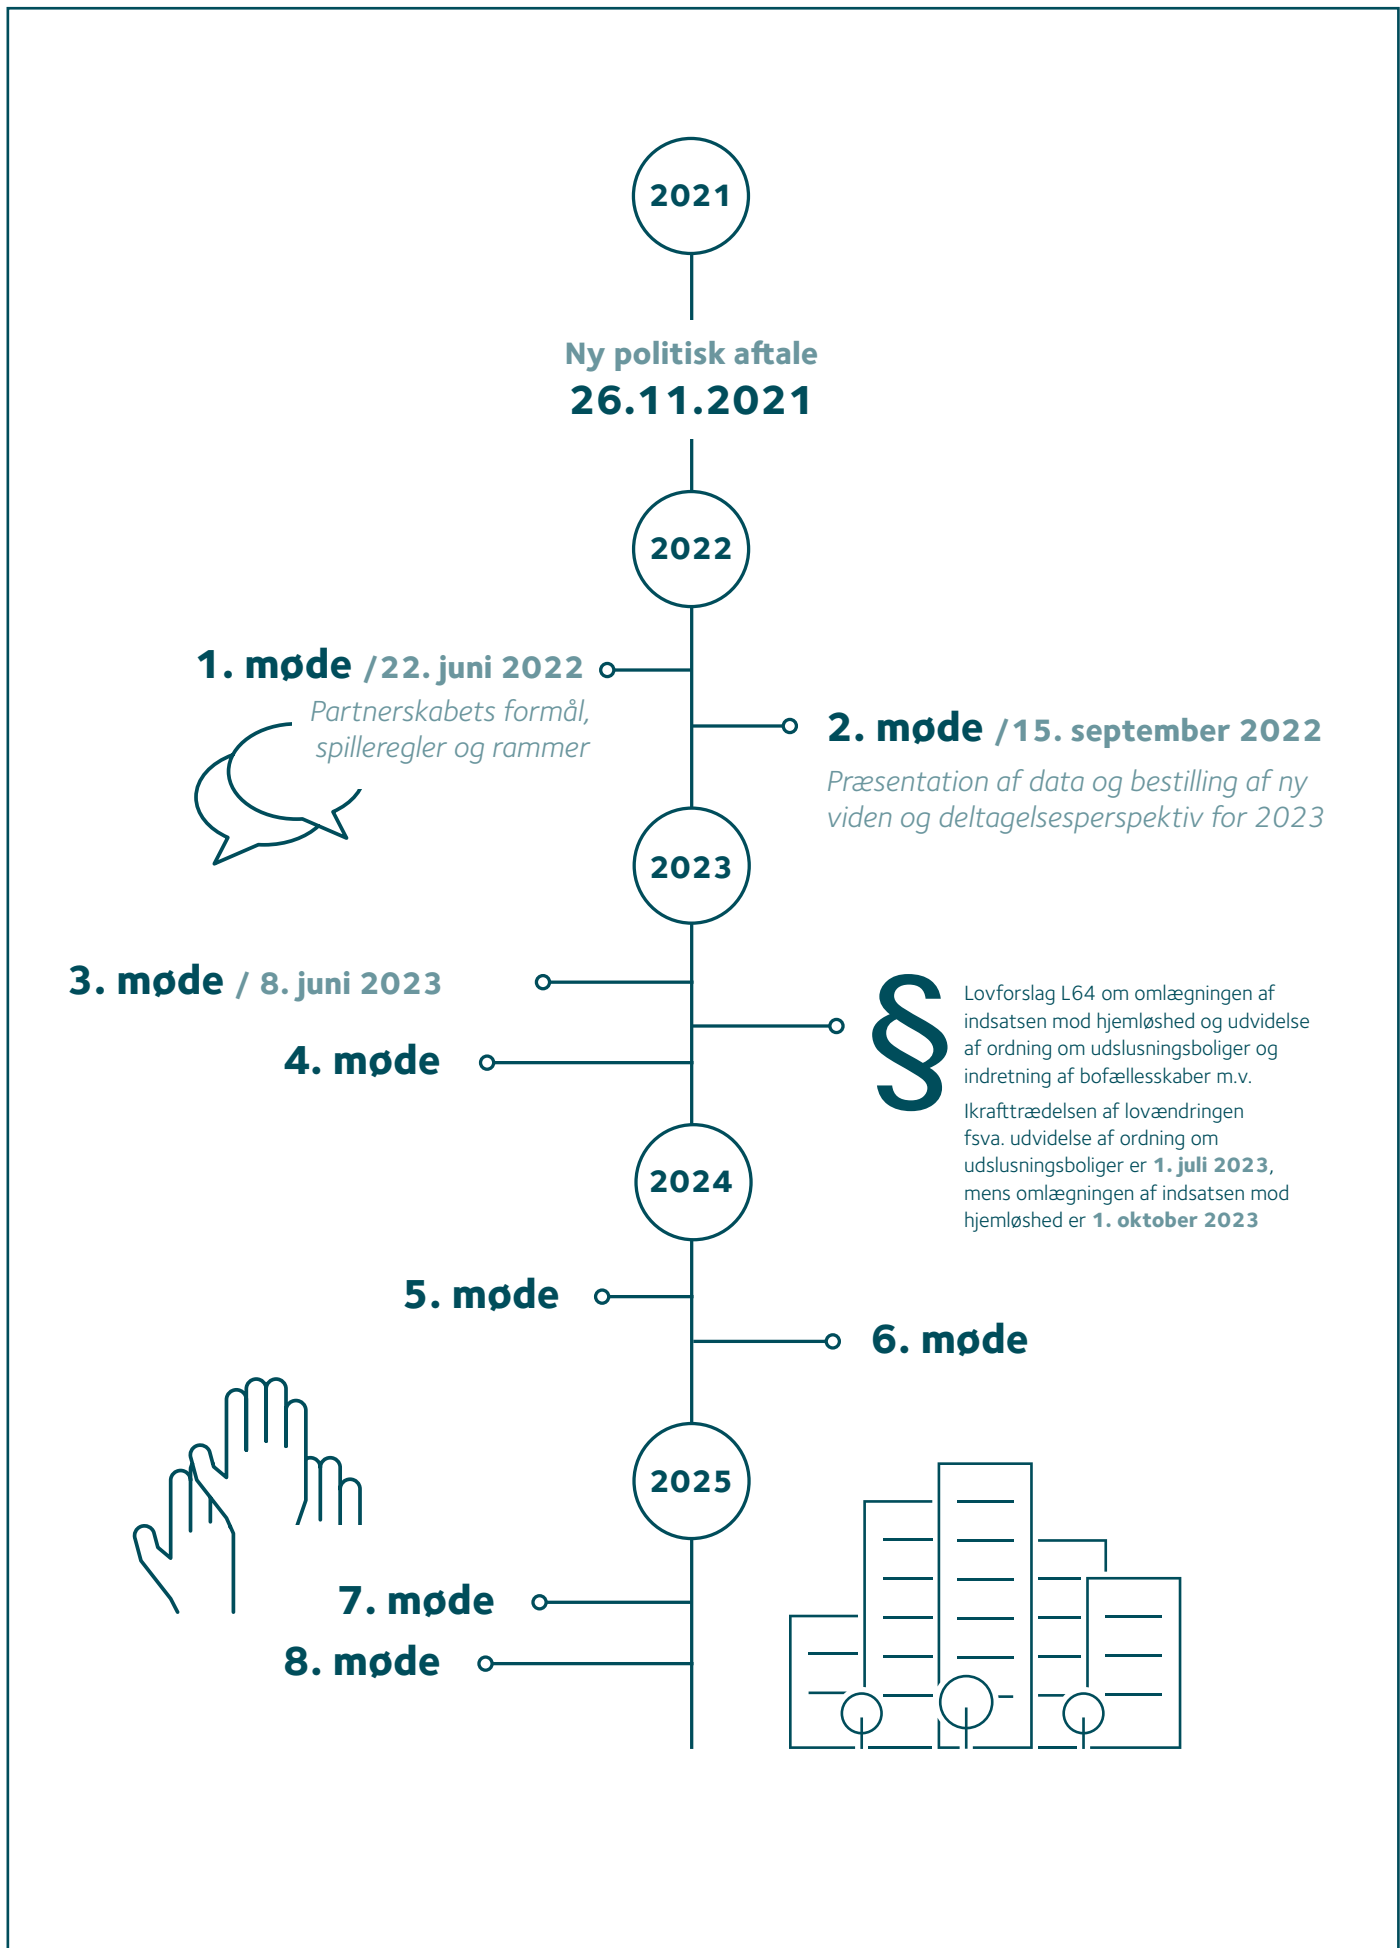 2021
Ny politisk aftale
26.11.2021
2022
1. møde /22. juni 2022
Partnerskabets formål,
spilleregler og rammer
2. møde /15. september 2022
Præsentation af data og bestilling af ny
viden og deltagelsesperspektiv for 2023
2023
3. møde / 8. juni 2023
§
Lovforslag L64 om omlægningen af
indsatsen mod hjemløshed og udvidelse
af ordning om udslusningsboliger og
indretning af bofællesskaber m.v.
Ikrafttrædelsen af lovændringen
fsva. udvidelse af ordning om
udslusningsboliger er 1. juli 2023,
mens omlægningen af indsatsen mod
hjemløshed er 1. oktober 2023
4. møde
2024
5. møde
6. møde
2025
7. møde
8. møde